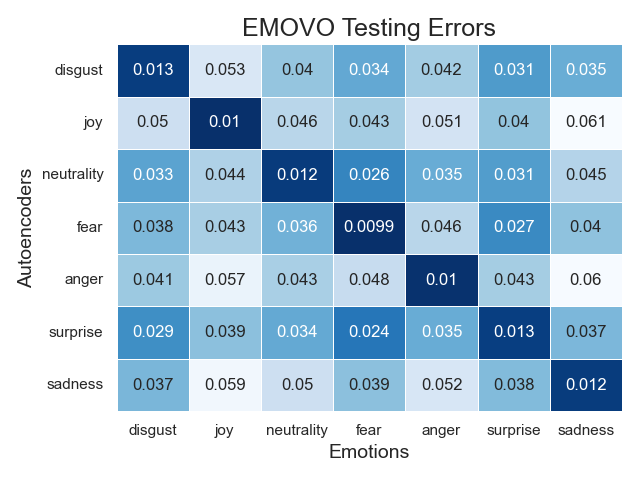 EMOVO Testing Errors
disgust 0.013 0.053 0.04 0.034 0.042 0.031 0.035
joy 0.05 0.01 0.046 0.043 0.051 0.04 0.061
neutrality 0.033 0.044 0.012 0.026 0.035 0.031 0.045
fear 0.038 0.043 0.036 0.0099 0.046 0.027 0.04
anger 0.041 0.057 0.043 0.048 0.01 0.043 0.06
surprise 0.029 0.039 0.034 0.024 0.035 0.013 0.037
sadness 0.037 0.059 0.05 0.039 0.052 0.038 0.012
disgust joy neutrality fear anger surprise sadness
Emotions
Autoencoders